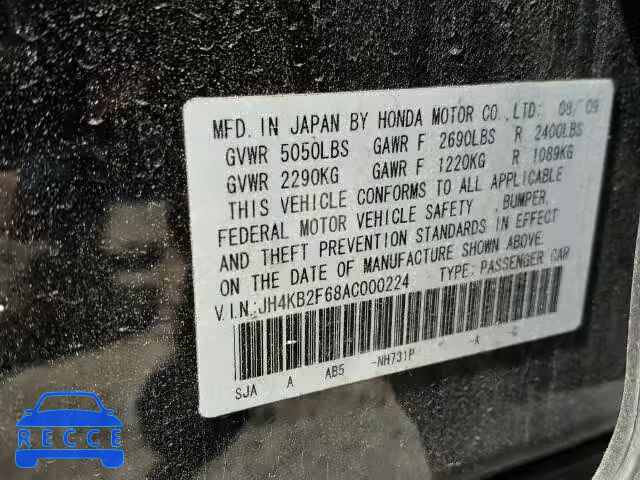 MFD. IN JAPAN BY HONDA MOTOR CO.,LTD. 08/09
GVWR 5050LBS GAWR F 2690LBS R 2400LBS
GVWR 2290KG GAWR F 1220KG R 1089KG
THIS VEHICLE CONFORMS TO ALL APPLICABLE
FEDERAL MOTOR VEHICLE SAFETY , BUMPER,
AND THEFT PREVENTION STANDARDS IN EFFECT
ON THE DATE OF MANUFACTURE SHOWN ABOVE.
V.I.N.:JH4KB2F68AC000224 TYPE: PASSENGER CAR
SJA A AB5 -NH731P - -A -C
RECCE